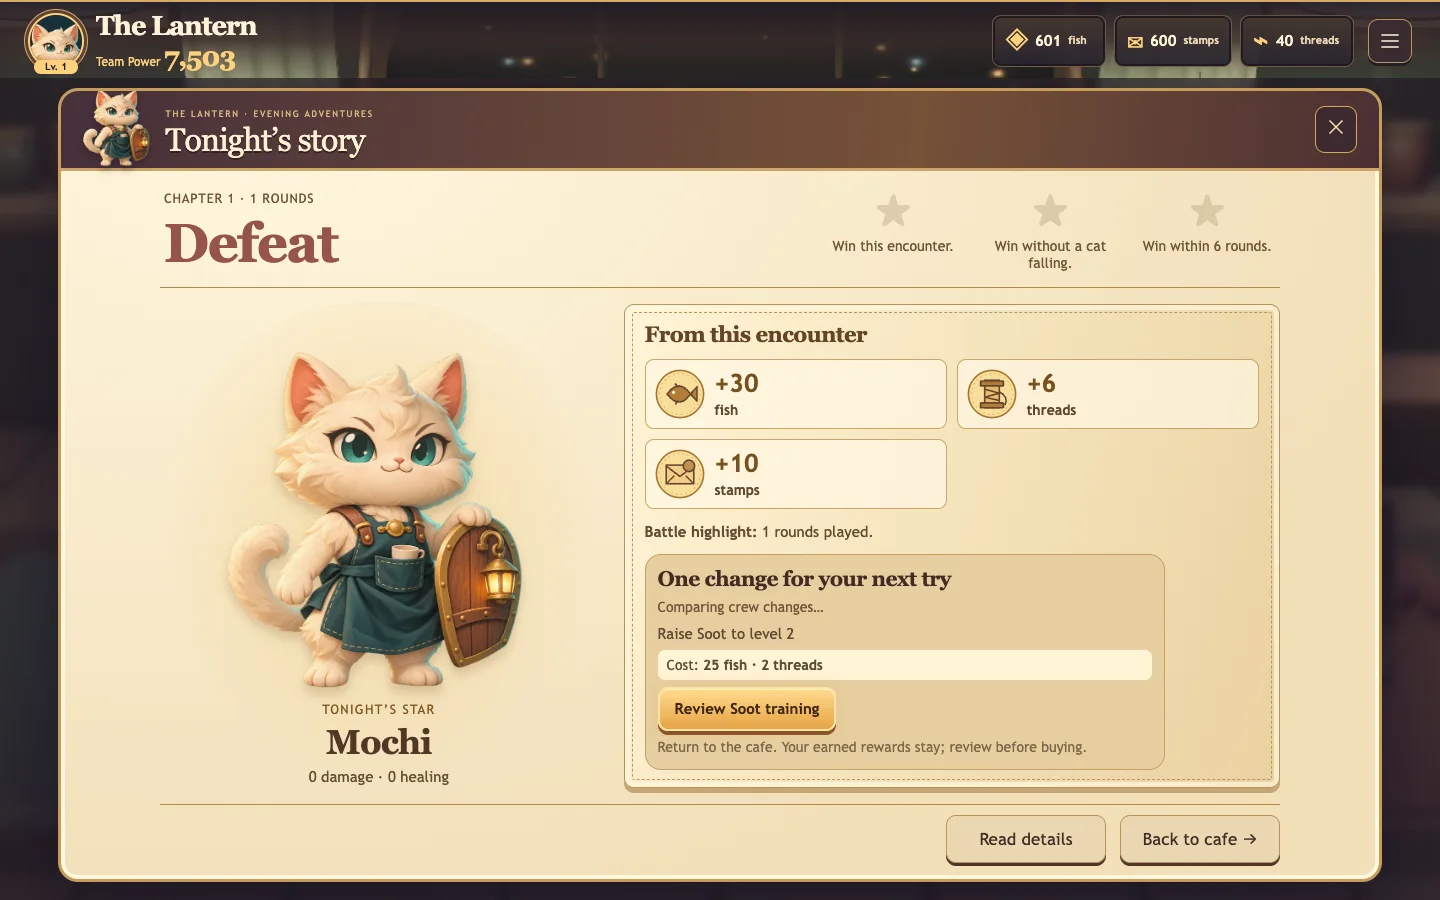 The Lantern
Team Power 7,503
Lv. 1
601 fish
600 stamps
40 threads
THE LANTERN · EVENING ADVENTURES
Tonight's story
CHAPTER 1 · 1 ROUNDS
Defeat
Win this encounter.
Win without a cat
falling.
Win within 6 rounds.
TONIGHT'S STAR
Mochi
0 damage · 0 healing
From this encounter
+30
fish
+6
threads
+10
stamps
Battle highlight: 1 rounds played.
One change for your next try
Comparing crew changes…
Raise Soot to level 2
Cost: 25 fish · 2 threads
Review Soot training
Return to the cafe. Your earned rewards stay; review before buying.
Read details
Back to cafe →